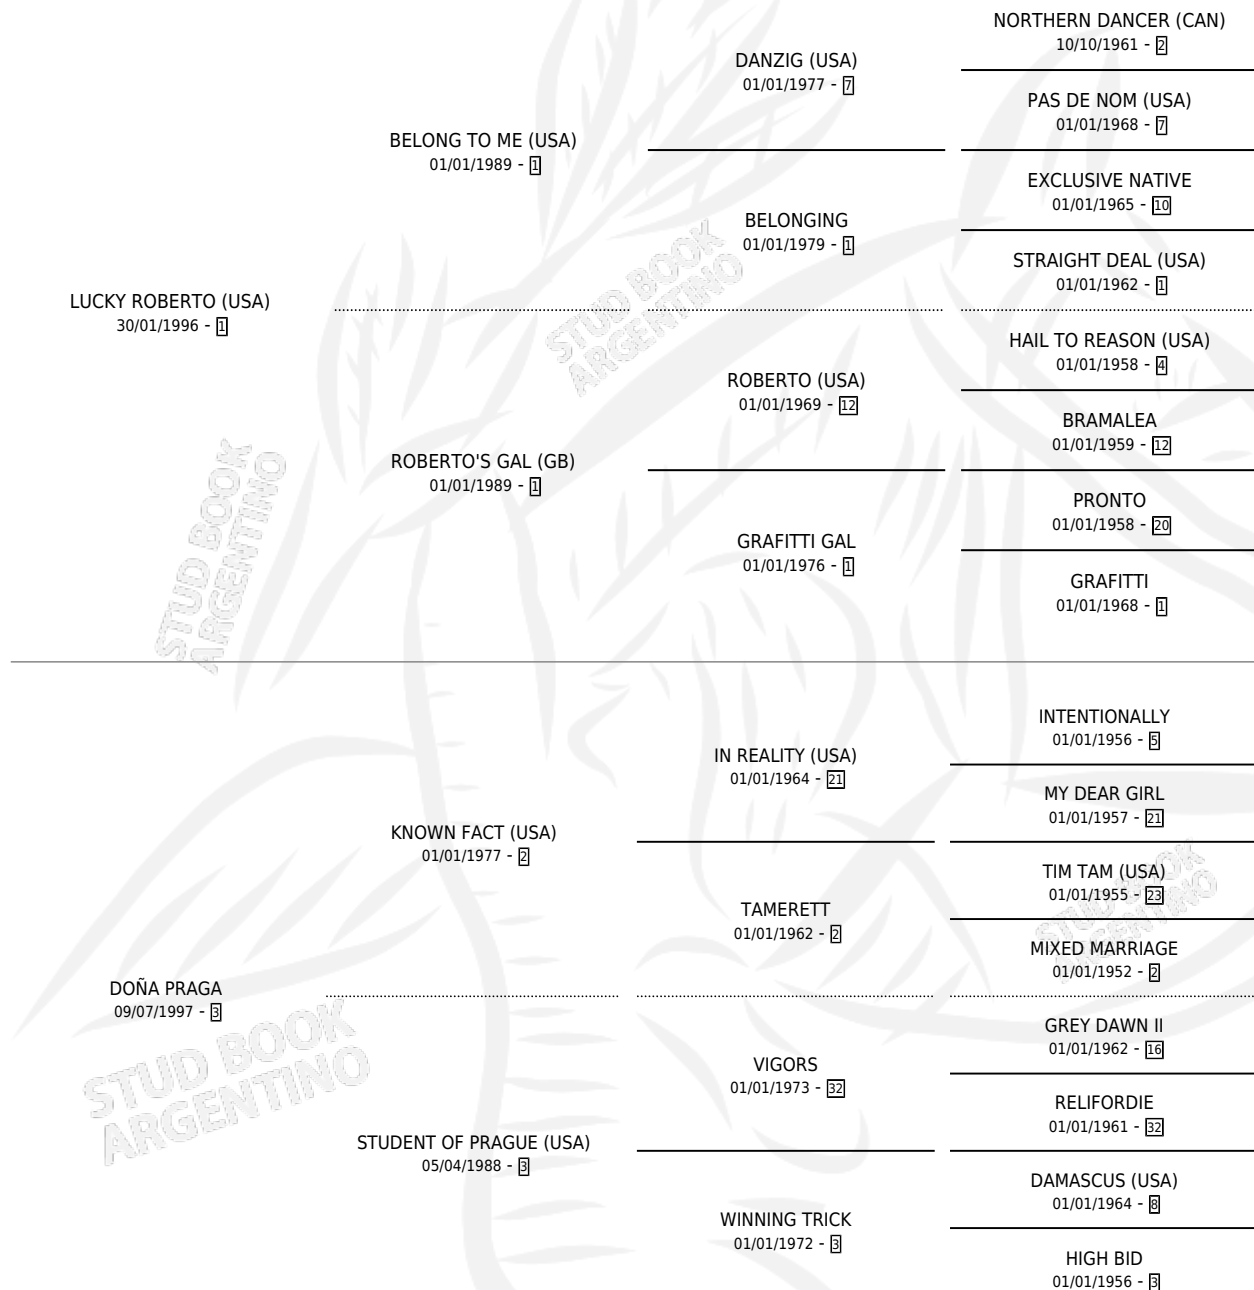 NORTHERN DANCER (CAN)
10/10/1961 - 2
DANZIG (USA)
01/01/1977 - 7
PAS DE NOM (USA)
01/01/1968 - 7
BELONG TO ME (USA)
01/01/1989 - 1
EXCLUSIVE NATIVE
01/01/1965 - 10
BELONGING
01/01/1979 - 1
STRAIGHT DEAL (USA)
01/01/1962 - 1
LUCKY ROBERTO (USA)
30/01/1996 - 1
STUD BOOK
ARGENTINO
HAIL TO REASON (USA)
01/01/1958 - 4
ROBERTO (USA)
01/01/1969 - 12
BRAMALEA
01/01/1959 - 12
ROBERTO'S GAL (GB)
01/01/1989 - 1
PRONTO
01/01/1958 - 20
GRAFITTI GAL
01/01/1976 - 1
GRAFITTI
01/01/1968 - 1
STUD BOOK
ARGENTINO
INTENTIONALLY
01/01/1956 - 5
IN REALITY (USA)
01/01/1964 - 21
MY DEAR GIRL
01/01/1957 - 21
KNOWN FACT (USA)
01/01/1977 - 2
TIM TAM (USA)
01/01/1955 - 23
TAMERETT
01/01/1962 - 2
MIXED MARRIAGE
01/01/1952 - 2
STUD BOOK
ARGENTINO
DOÑA PRAGA
09/07/1997 - 3
GREY DAWN II
01/01/1962 - 16
VIGORS
01/01/1973 - 32
RELIFORDIE
01/01/1961 - 32
STUDENT OF PRAGUE (USA)
05/04/1988 - 3
DAMASCUS (USA)
01/01/1964 - 8
WINNING TRICK
01/01/1972 - 3
HIGH BID
01/01/1956 - 3
STUD BOOK
ARGENTINO